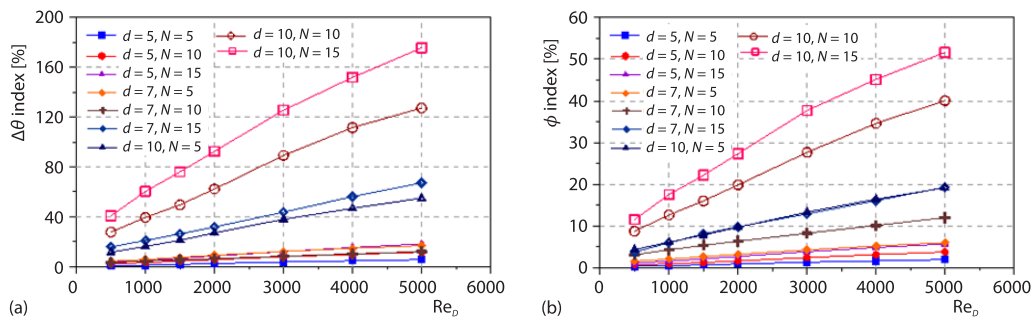 200
160
120
80
40
0
0
1000
2000
3000
4000
5000
6000
Δθ index [%]
Re_D
d = 5, N = 5
d = 5, N = 10
d = 5, N = 15
d = 7, N = 5
d = 7, N = 10
d = 7, N = 15
d = 10, N = 5
d = 10, N = 10
d = 10, N = 15
(a)
60
50
40
30
20
10
0
0
1000
2000
3000
4000
5000
6000
ϕ index [%]
Re_D
d = 5, N = 5
d = 5, N = 10
d = 5, N = 15
d = 7, N = 5
d = 7, N = 10
d = 7, N = 15
d = 10, N = 5
d = 10, N = 10
d = 10, N = 15
(b)